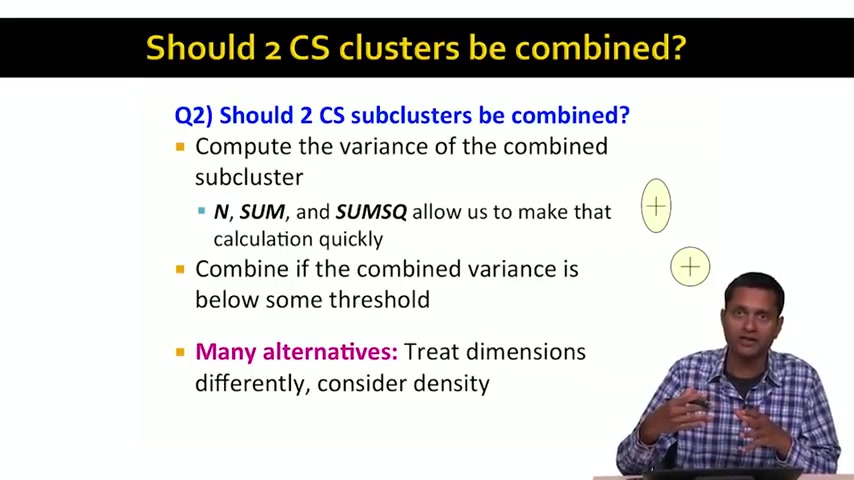 Should 2 CS clusters be combined?
Q2) Should 2 CS subclusters be combined?
Compute the variance of the combined
subcluster
N, SUM, and SUMSQ allow us to make that
calculation quickly
Combine if the combined variance is
below some threshold
Many alternatives: Treat dimensions
differently, consider density